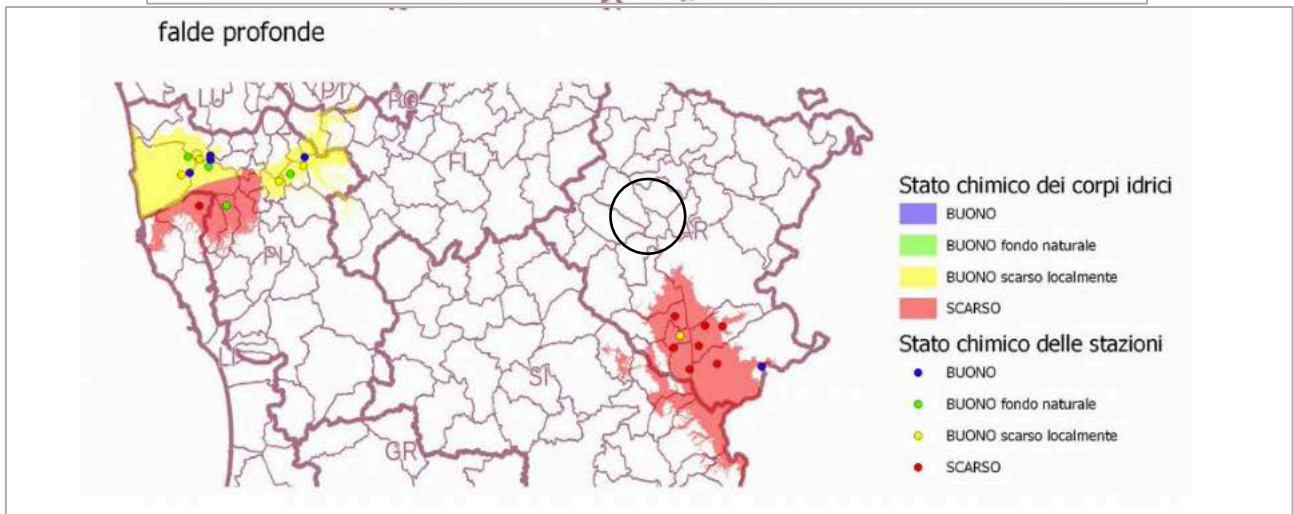 falde profonde
LU
PT
PO
FI
AR
PI
LI
SI
GR
Stato chimico dei corpi idrici
BUONO
BUONO fondo naturale
BUONO scarso localmente
SCARSO
Stato chimico delle stazioni
BUONO
BUONO fondo naturale
BUONO scarso localmente
SCARSO